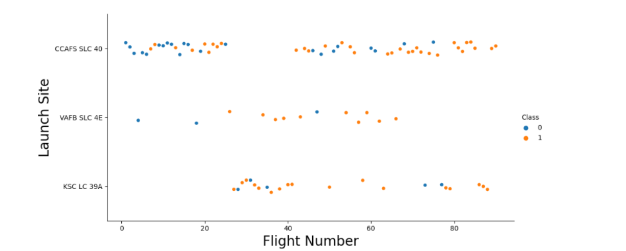 CCAFS SLC 40
VAFB SLC 4E
KSC LC 39A
Launch Site
0 20 40 60 80
Flight Number
Class
0
1